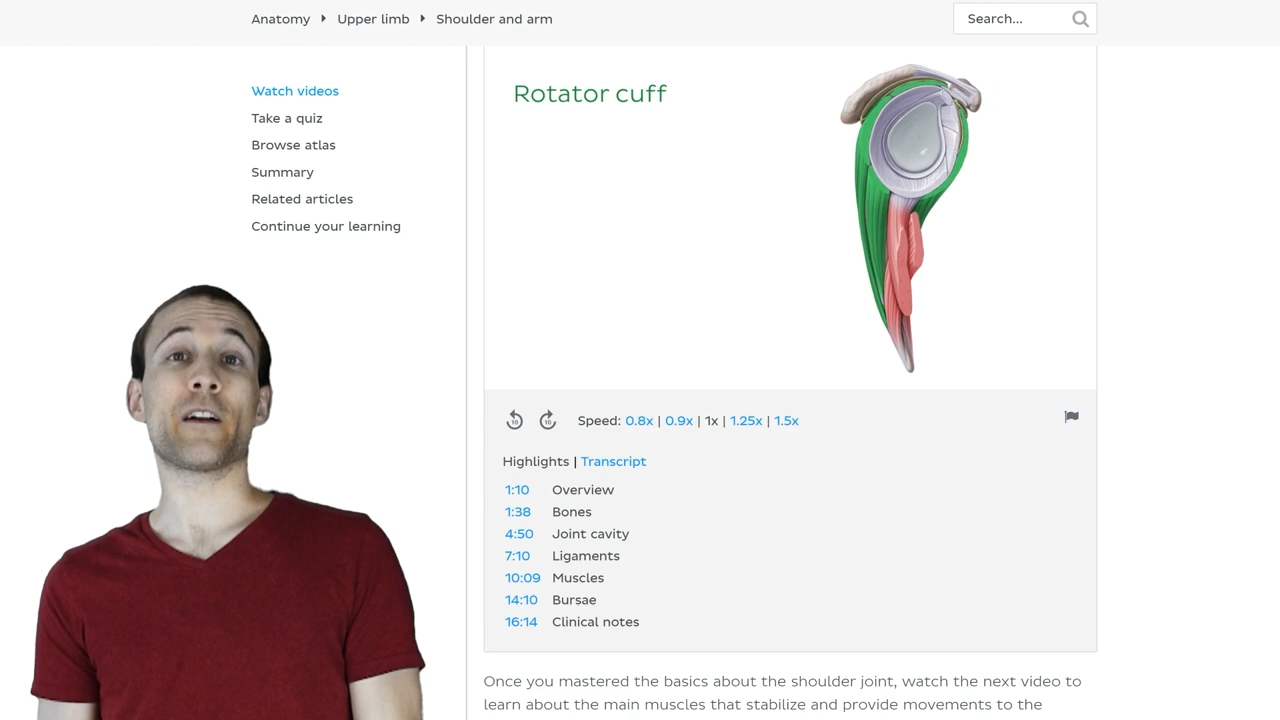 Anatomy Upper limb Shoulder and arm
Search...
Watch videos
Take a quiz
Browse atlas
Summary
Related articles
Continue your learning
Rotator cuff
10 10 Speed: 0.8x | 0.9x | 1x | 1.25x | 1.5x
Highlights | Transcript
1:10 Overview
1:38 Bones
4:50 Joint cavity
7:10 Ligaments
10:09 Muscles
14:10 Bursae
16:14 Clinical notes
Once you mastered the basics about the shoulder joint, watch the next video to
learn about the main muscles that stabilize and provide movements to the